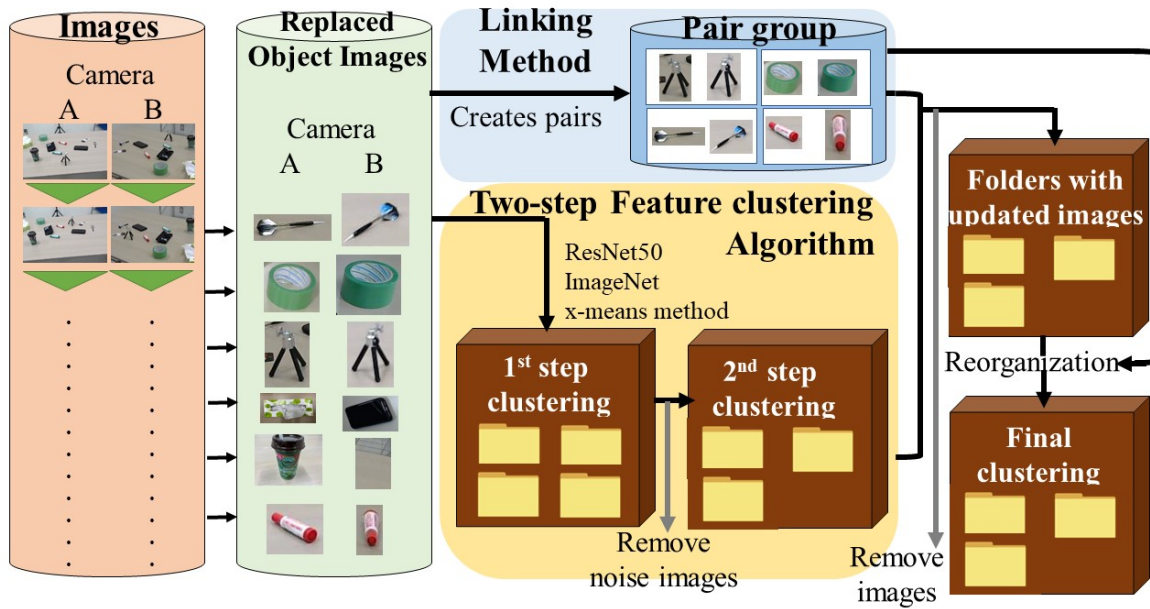 Images
Camera
A B
Replaced
Object Images
Camera
A B
Linking
Method
Creates pairs
Pair group
Two-step Feature clustering
Algorithm
ResNet50
ImageNet
x-means method
1st step
clustering
2nd step
clustering
Remove
noise images
Folders with
updated images
Reorganization
Final
clustering
Remove
images